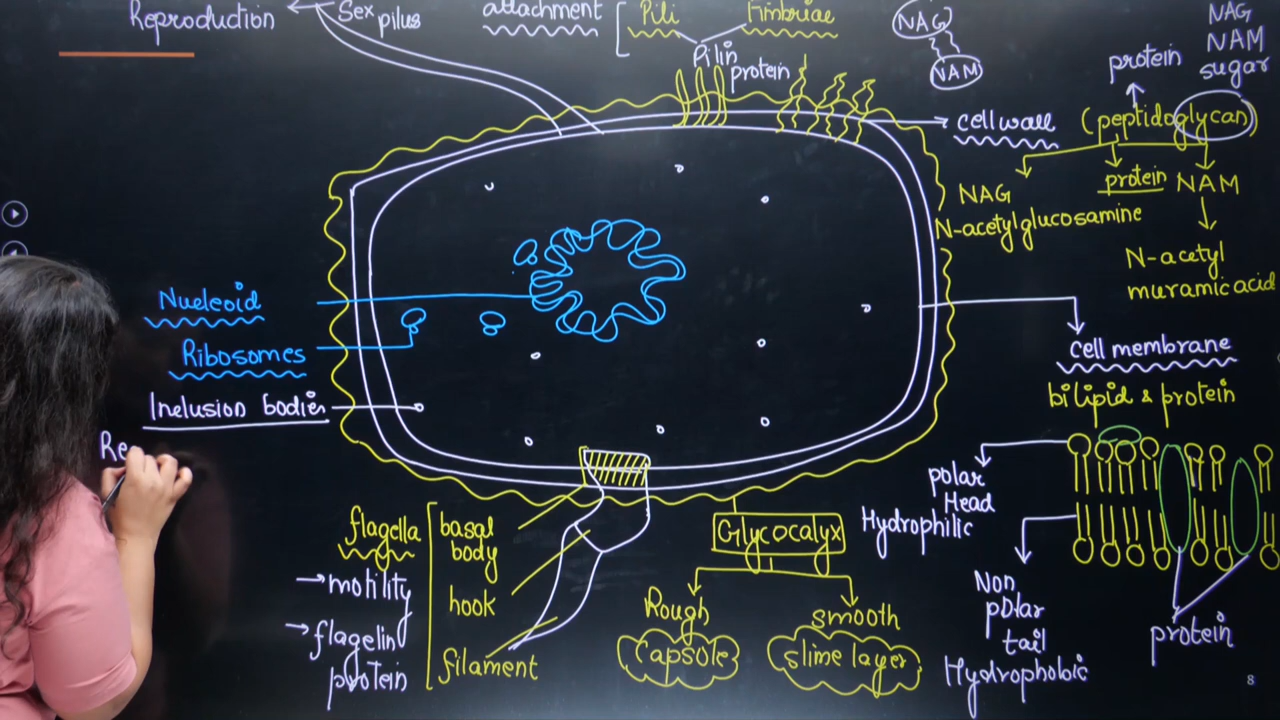 Reproduction
Sex
pilus
attachment
Pili
Fimbriae
Pilin
protein
NAG
NAM
NAG
NAM
sugar
protein
cell wall
(peptidoglycan)
NAG
N-acetylglucosamine
protein
NAM
N-acetyl
muramic acid
Nucleoid
Ribosomes
Inclusion bodies
Re
cell membrane
bilipid & protein
polar
Head
Hydrophilic
Non
polar
tail
Hydrophobic
protein
flagella
→ motility
→ flagelin
protein
basal
body
hook
filament
Glycocalyx
Rough
Capsole
smooth
slime layer
8